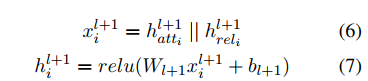 x_i^{l+1} = h_{att_i}^{l+1} || h_{rel_i}^{l+1} (6)
h_i^{l+1} = relu(W_{l+1}x_i^{l+1} + b_{l+1}) (7)